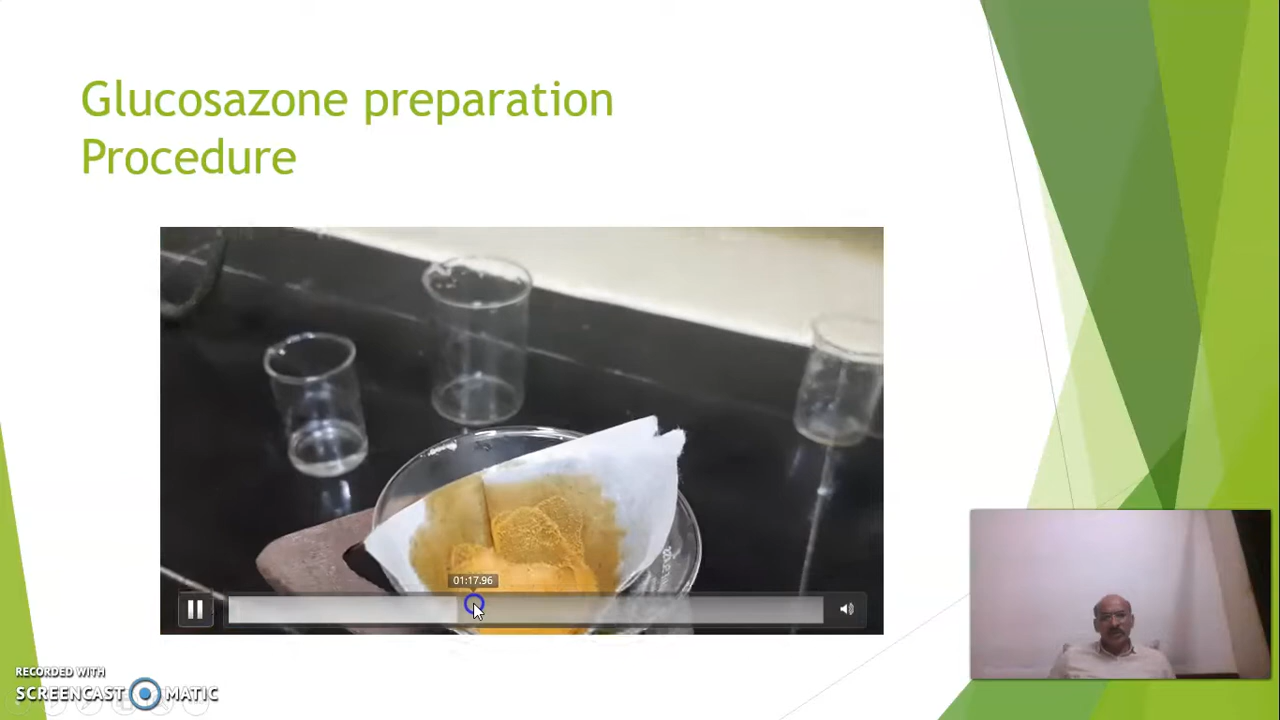 Glucosazone preparation
Procedure
01:17.96
RECORDED WITH
SCREENCAST MATIC